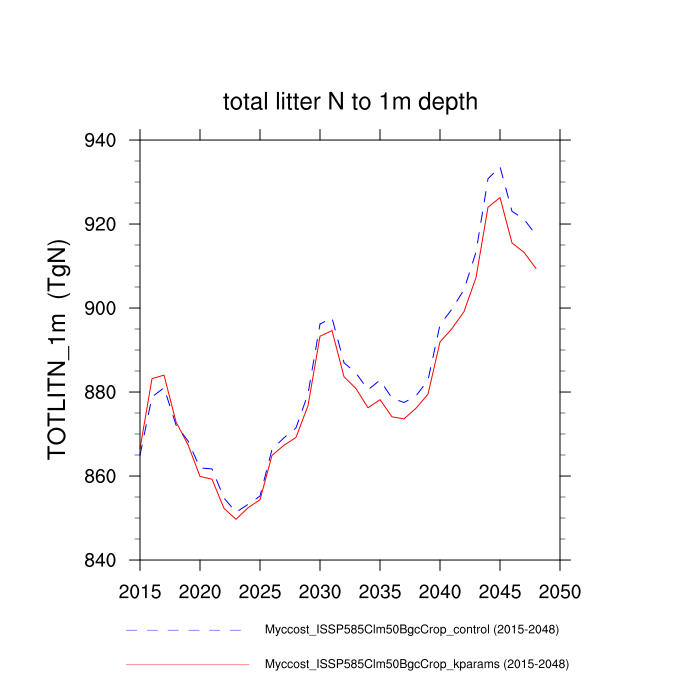 total litter N to 1m depth
TOTLITN_1m (TgN)
940
920
900
880
860
840
2015 2020 2025 2030 2035 2040 2045 2050
Myccost_ISSP585Clm50BgcCrop_control (2015-2048)
Myccost_ISSP585Clm50BgcCrop_kparams (2015-2048)